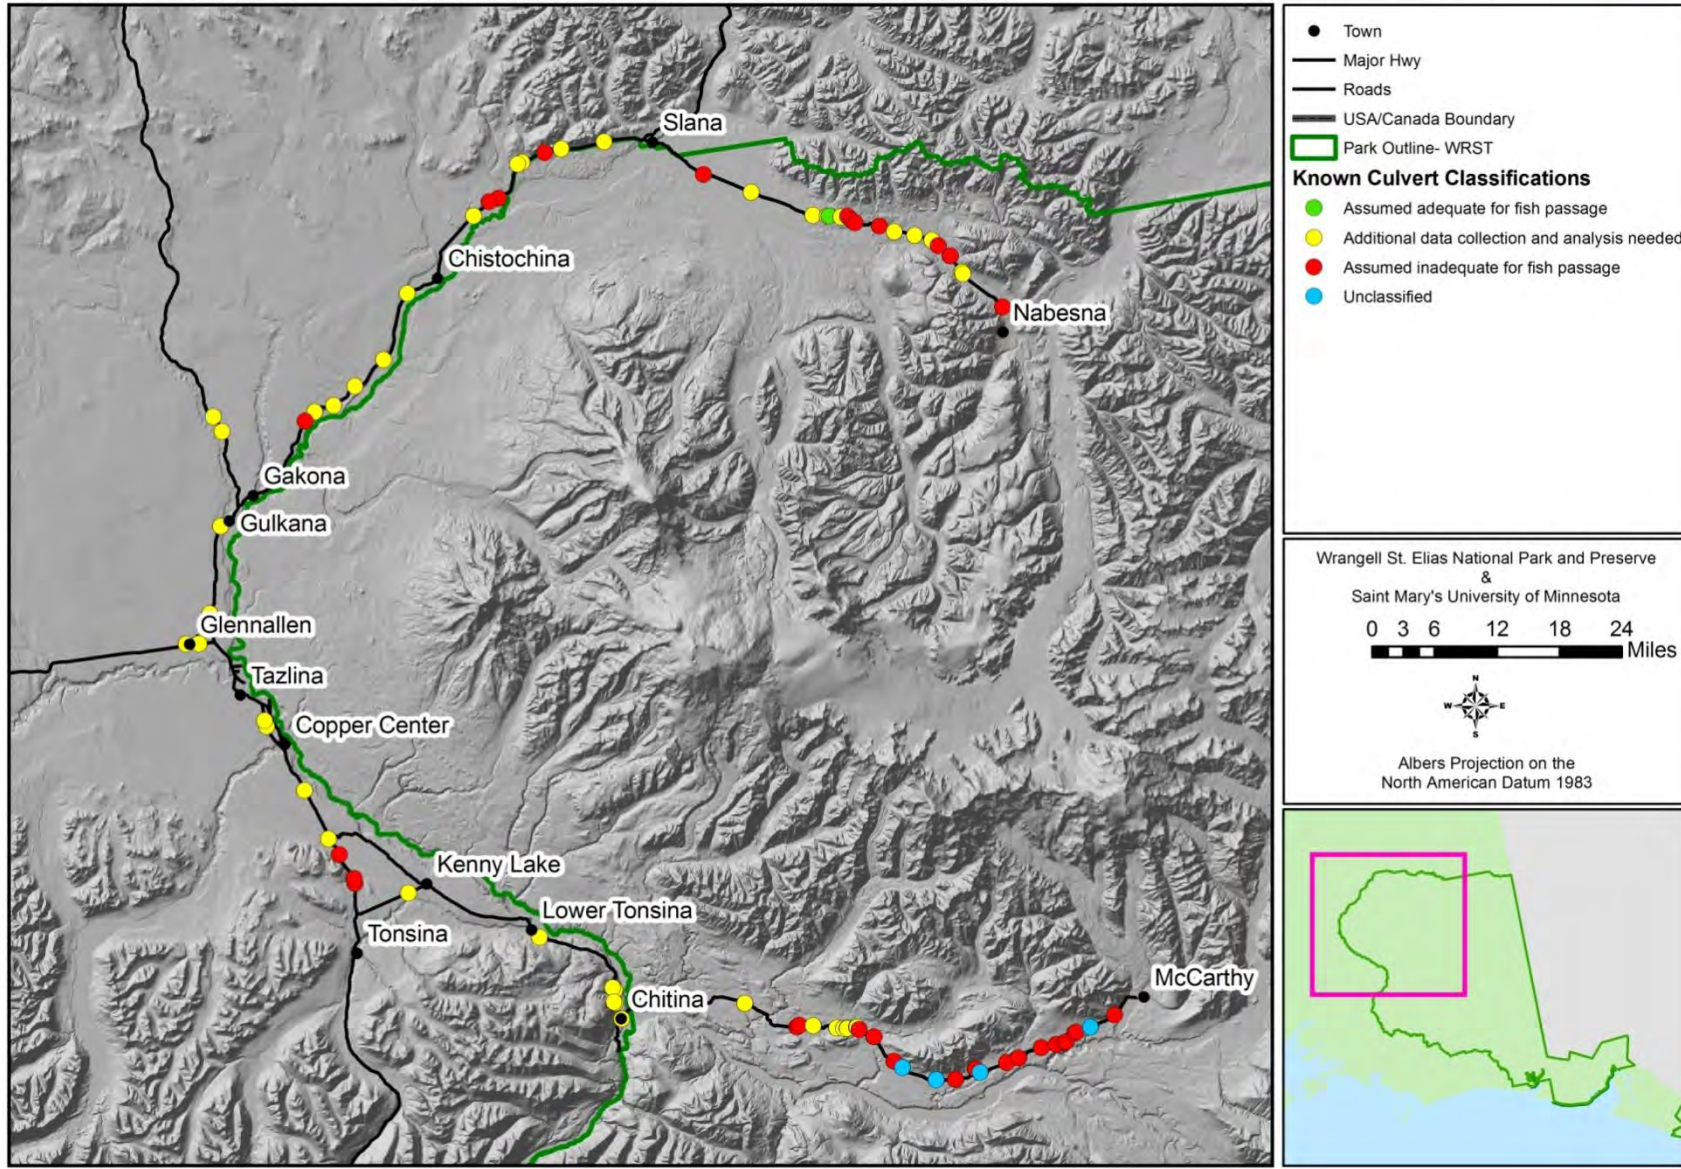 Slana
Chistochina
Nabesna
Gakona
Gulkana
Glennallen
Tazlina
Copper Center
Kenny Lake
Lower Tonsina
Tonsina
Chitina
McCarthy
Town
Major Hwy
Roads
USA/Canada Boundary
Park Outline- WRST
Known Culvert Classifications
Assumed adequate for fish passage
Additional data collection and analysis needed
Assumed inadequate for fish passage
Unclassified
Wrangell St. Elias National Park and Preserve
&
Saint Mary's University of Minnesota
0 3 6 12 18 24
Miles
N
W E
S
Albers Projection on the
North American Datum 1983